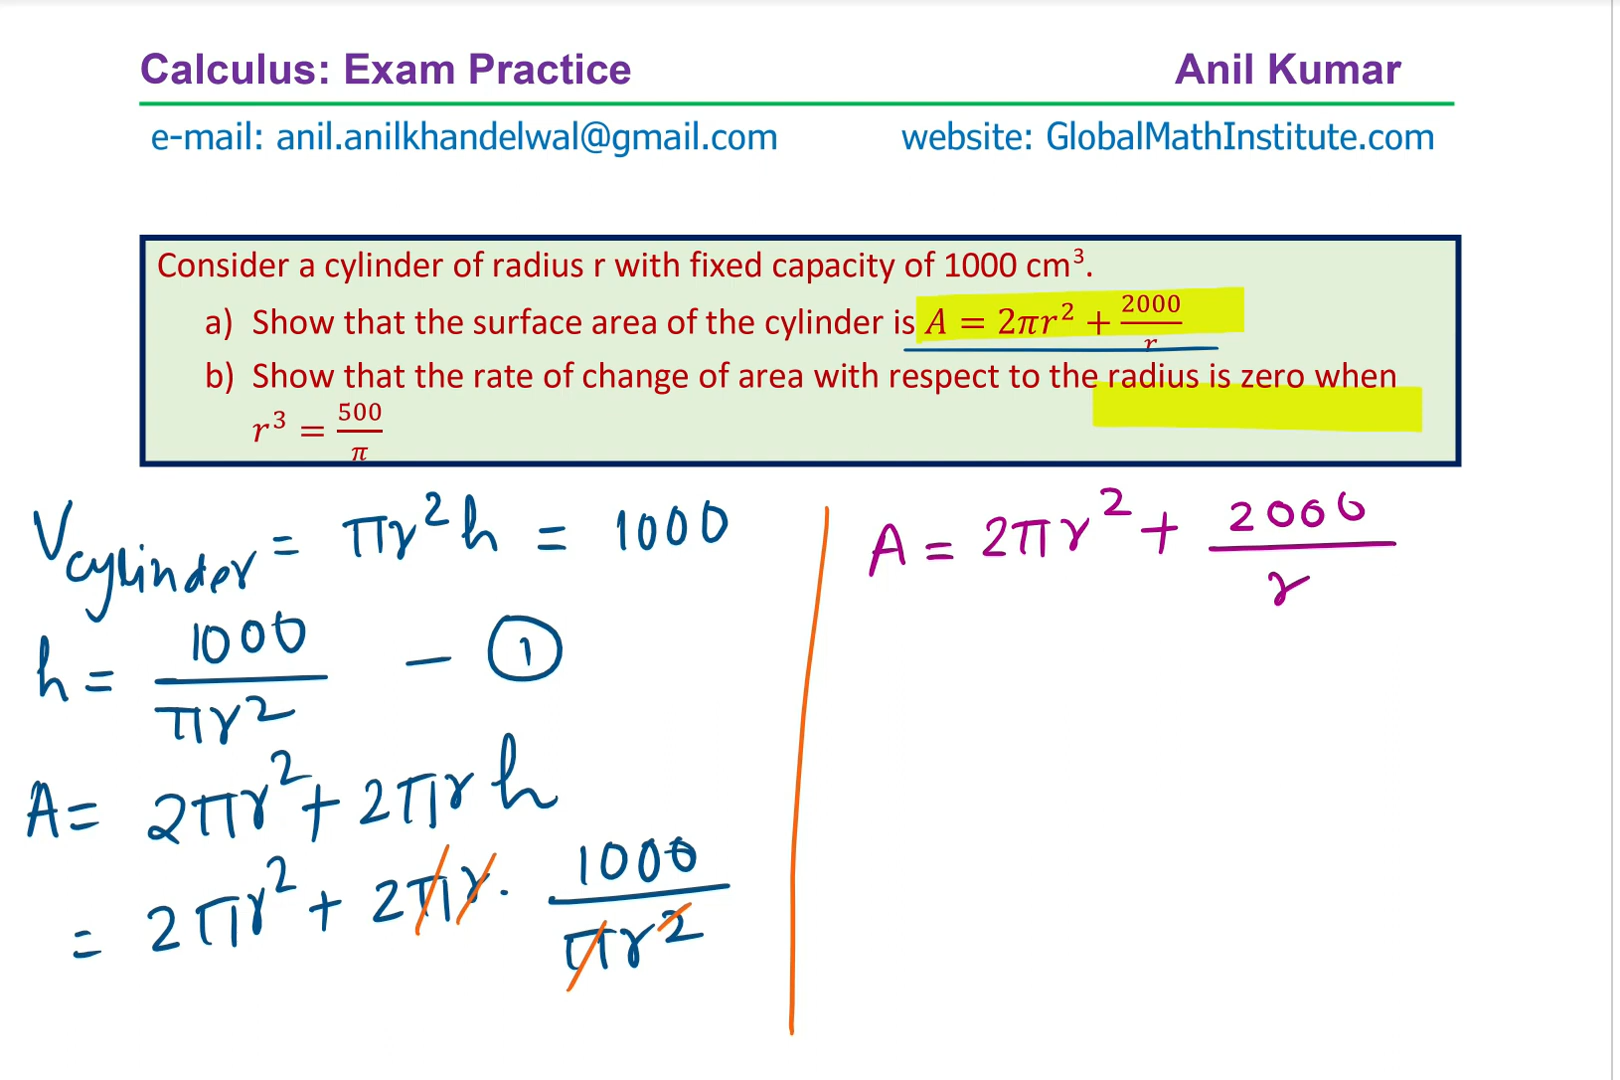 Calculus: Exam Practice Anil Kumar
e-mail: anil.anilkhandelwal@gmail.com website: GlobalMathInstitute.com
Consider a cylinder of radius r with fixed capacity of 1000 cm³.
a) Show that the surface area of the cylinder is A = 2πr² + 2000/r
b) Show that the rate of change of area with respect to the radius is zero when
r³ = 500/π
V cylinder = πr²h = 1000
h = 1000/πr² — ①
A = 2πr² + 2πrh
= 2πr² + 2πr · 1000/πr²
A = 2πr² + 2000/r